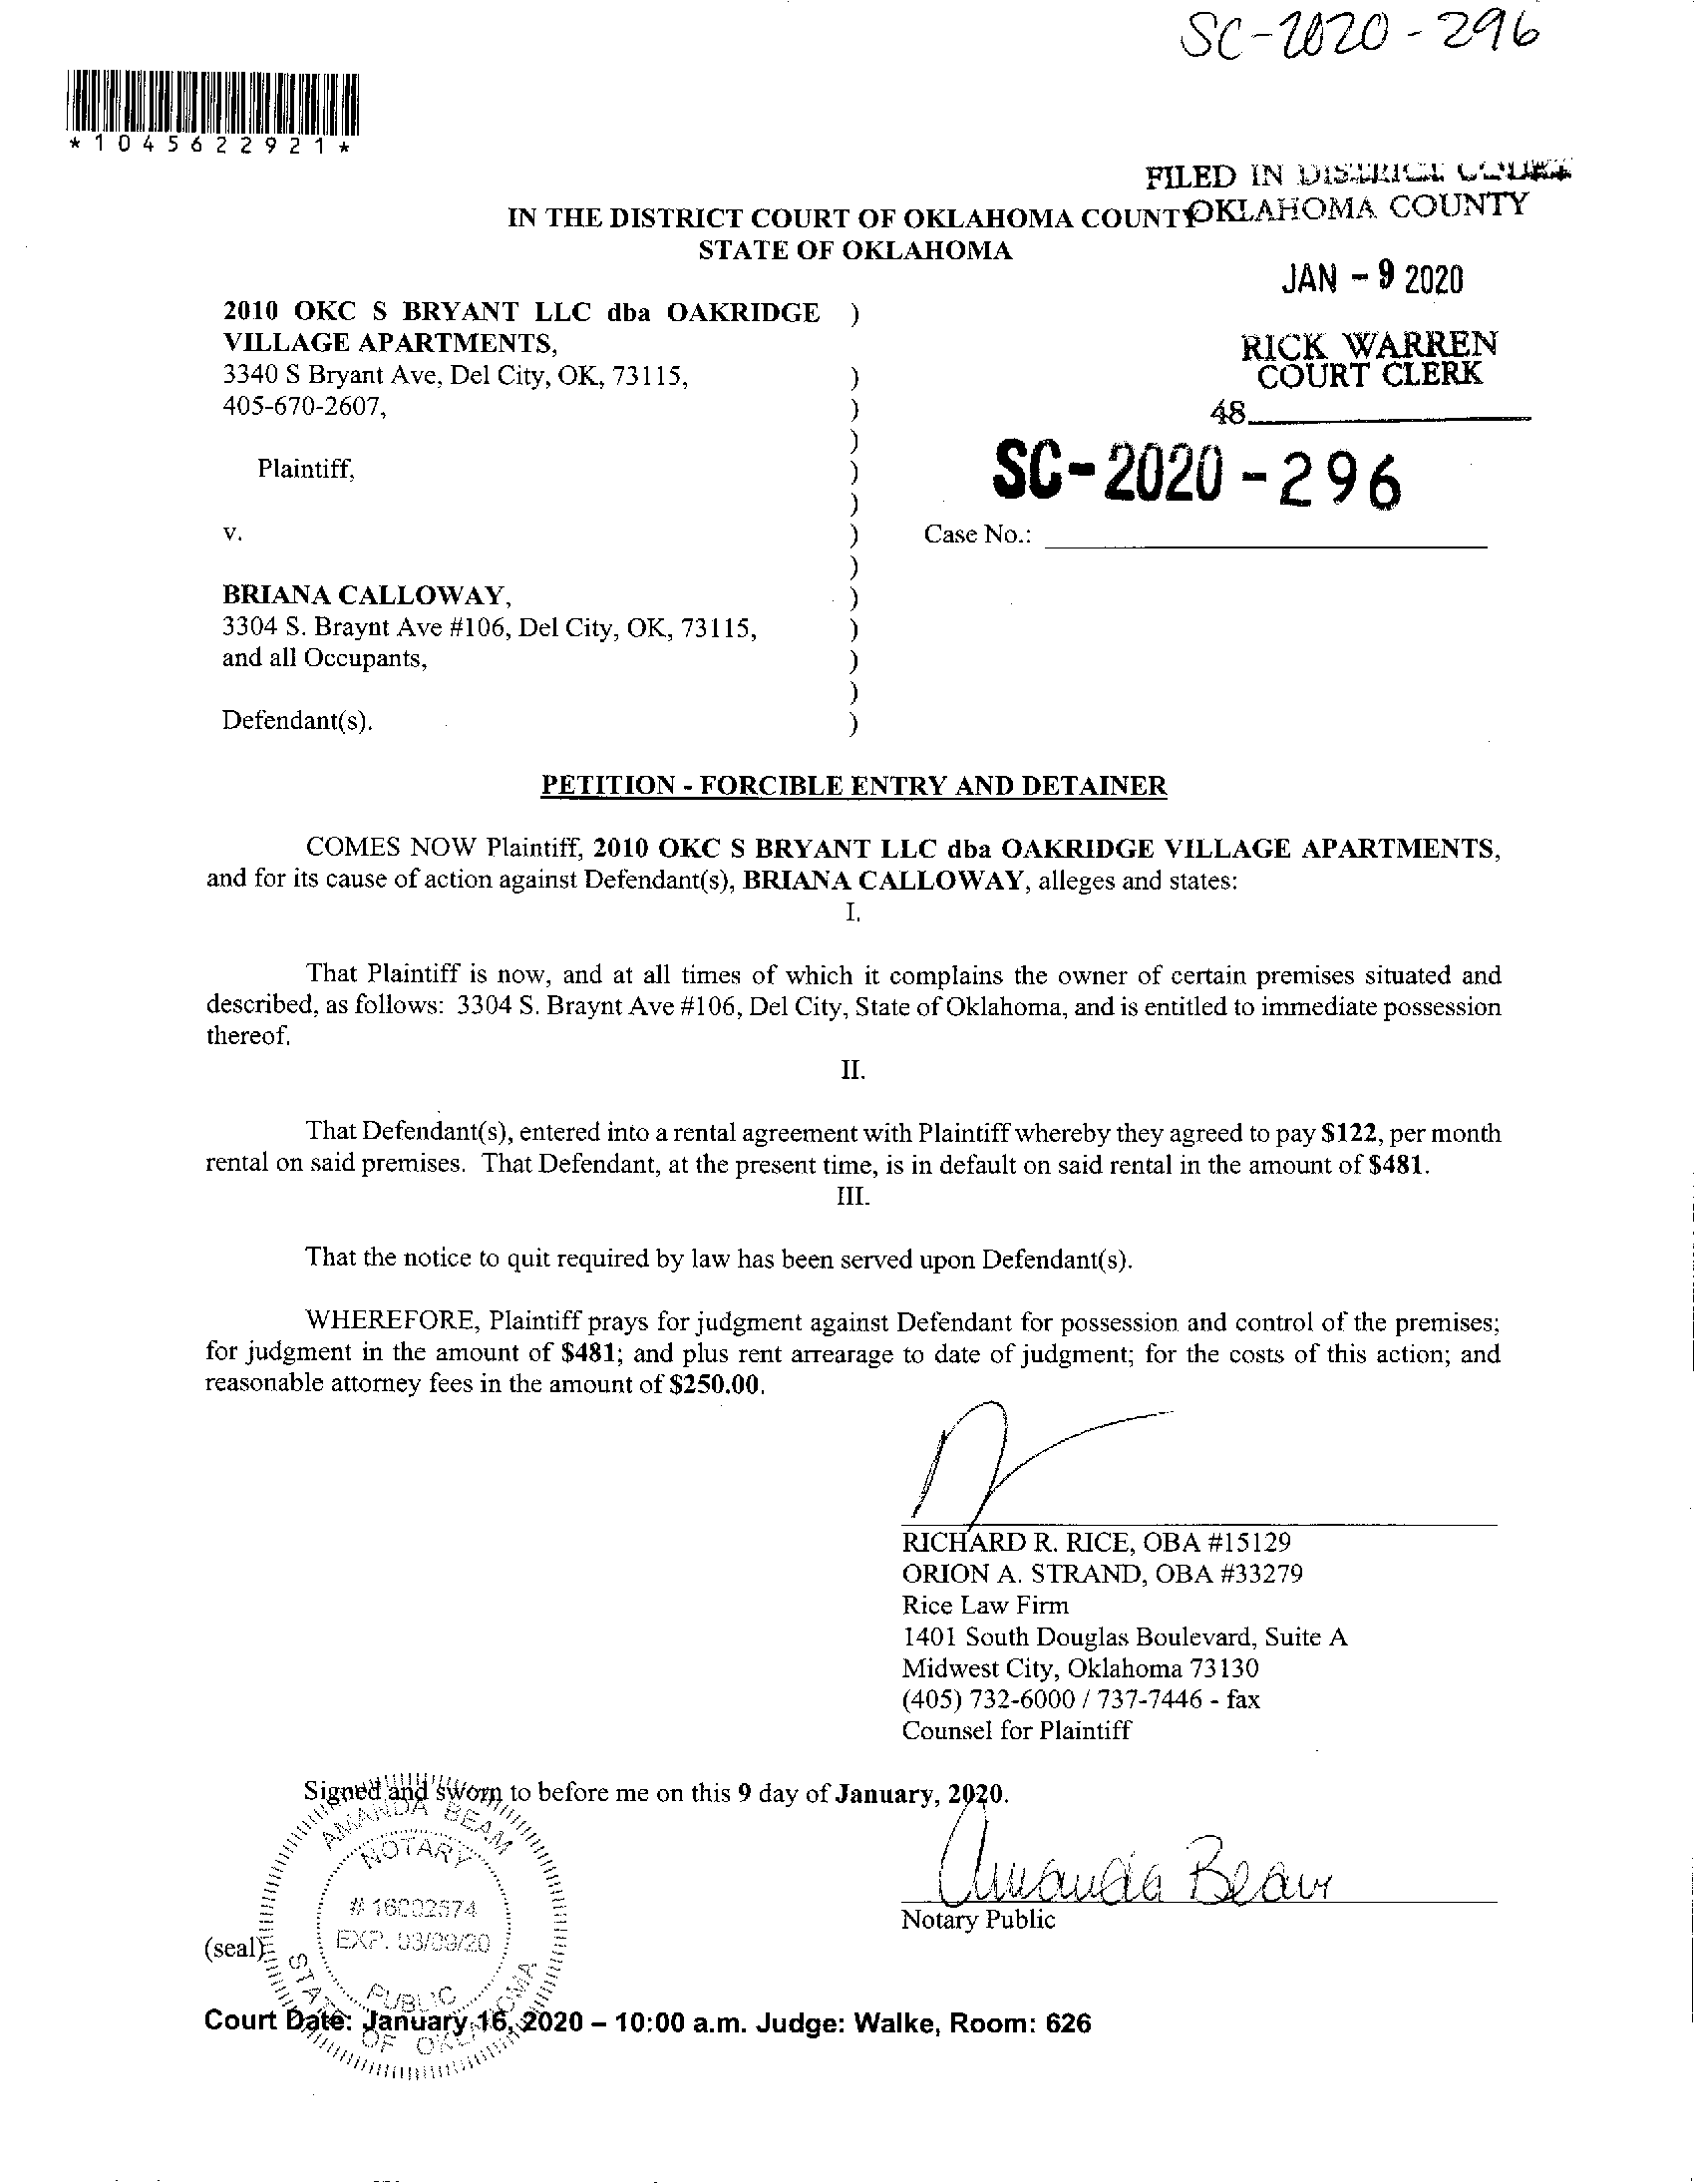 SC-2020-296
*1045622921*
FILED IN DISTRICT COURT
OKLAHOMA COUNTY
IN THE DISTRICT COURT OF OKLAHOMA COUNTY
STATE OF OKLAHOMA
JAN - 9 2020
2010 OKC S BRYANT LLC dba OAKRIDGE )
VILLAGE APARTMENTS,
RICK WARREN
COURT CLERK
3340 S Bryant Ave, Del City, OK, 73115, )
405-670-2607, )
48
)
SC-2020-296
Plaintiff, )
)
v. )
Case No.:
)
BRIANA CALLOWAY, )
3304 S. Braynt Ave #106, Del City, OK, 73115, )
and all Occupants, )
)
Defendant(s). )
PETITION - FORCIBLE ENTRY AND DETAINER
COMES NOW Plaintiff, 2010 OKC S BRYANT LLC dba OAKRIDGE VILLAGE APARTMENTS,
and for its cause of action against Defendant(s), BRIANA CALLOWAY, alleges and states:
I.
That Plaintiff is now, and at all times of which it complains the owner of certain premises situated and
described, as follows: 3304 S. Braynt Ave #106, Del City, State of Oklahoma, and is entitled to immediate possession
thereof.
II.
That Defendant(s), entered into a rental agreement with Plaintiff whereby they agreed to pay $122, per month
rental on said premises. That Defendant, at the present time, is in default on said rental in the amount of $481.
III.
That the notice to quit required by law has been served upon Defendant(s).
WHEREFORE, Plaintiff prays for judgment against Defendant for possession and control of the premises;
for judgment in the amount of $481; and plus rent arrearage to date of judgment; for the costs of this action; and
reasonable attorney fees in the amount of $250.00.
RICHARD R. RICE, OBA #15129
ORION A. STRAND, OBA #33279
Rice Law Firm
1401 South Douglas Boulevard, Suite A
Midwest City, Oklahoma 73130
(405) 732-6000 / 737-7446 - fax
Counsel for Plaintiff
Signed and sworn to before me on this 9 day of January, 2020.
AMANDA BEAM
NOTARY
# 16002574
EXP. 03/09/20
PUBLIC
STATE OF OKLAHOMA
Amanda Beam
Notary Public
(seal)
Court Date: January 16, 2020 – 10:00 a.m. Judge: Walke, Room: 626